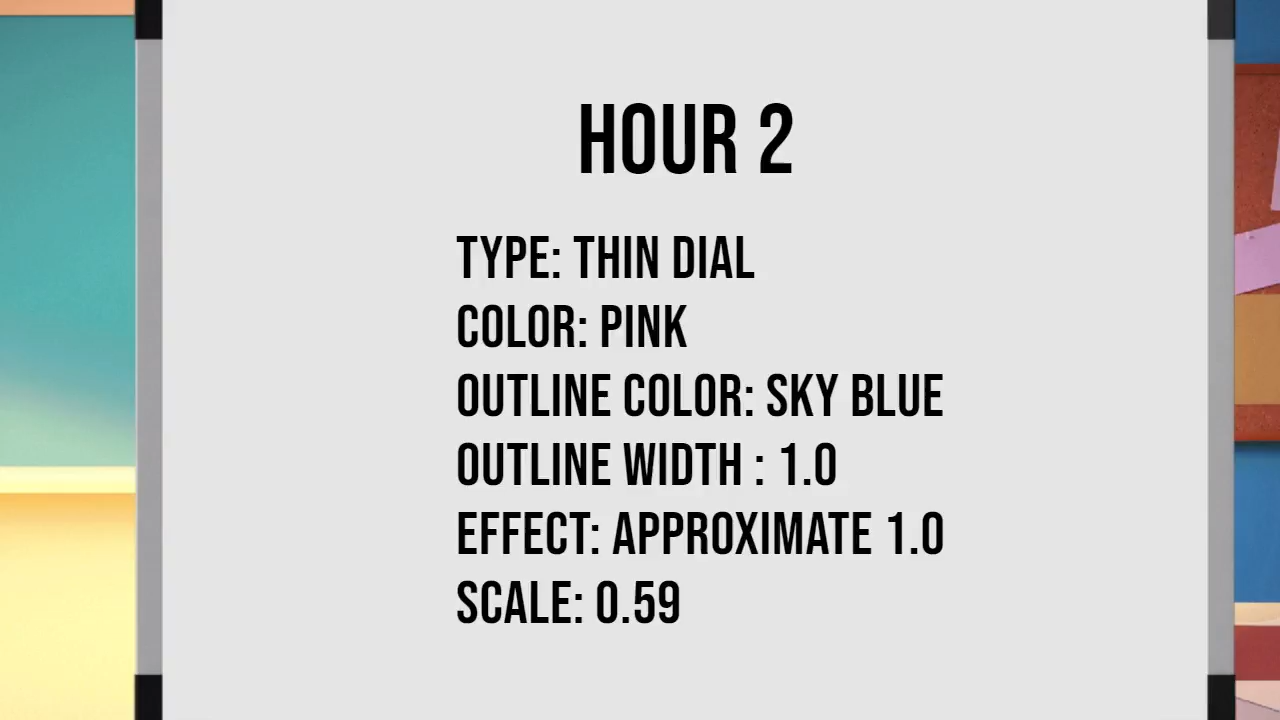 HOUR 2
TYPE: THIN DIAL
COLOR: PINK
OUTLINE COLOR: SKY BLUE
OUTLINE WIDTH : 1.0
EFFECT: APPROXIMATE 1.0
SCALE: 0.59